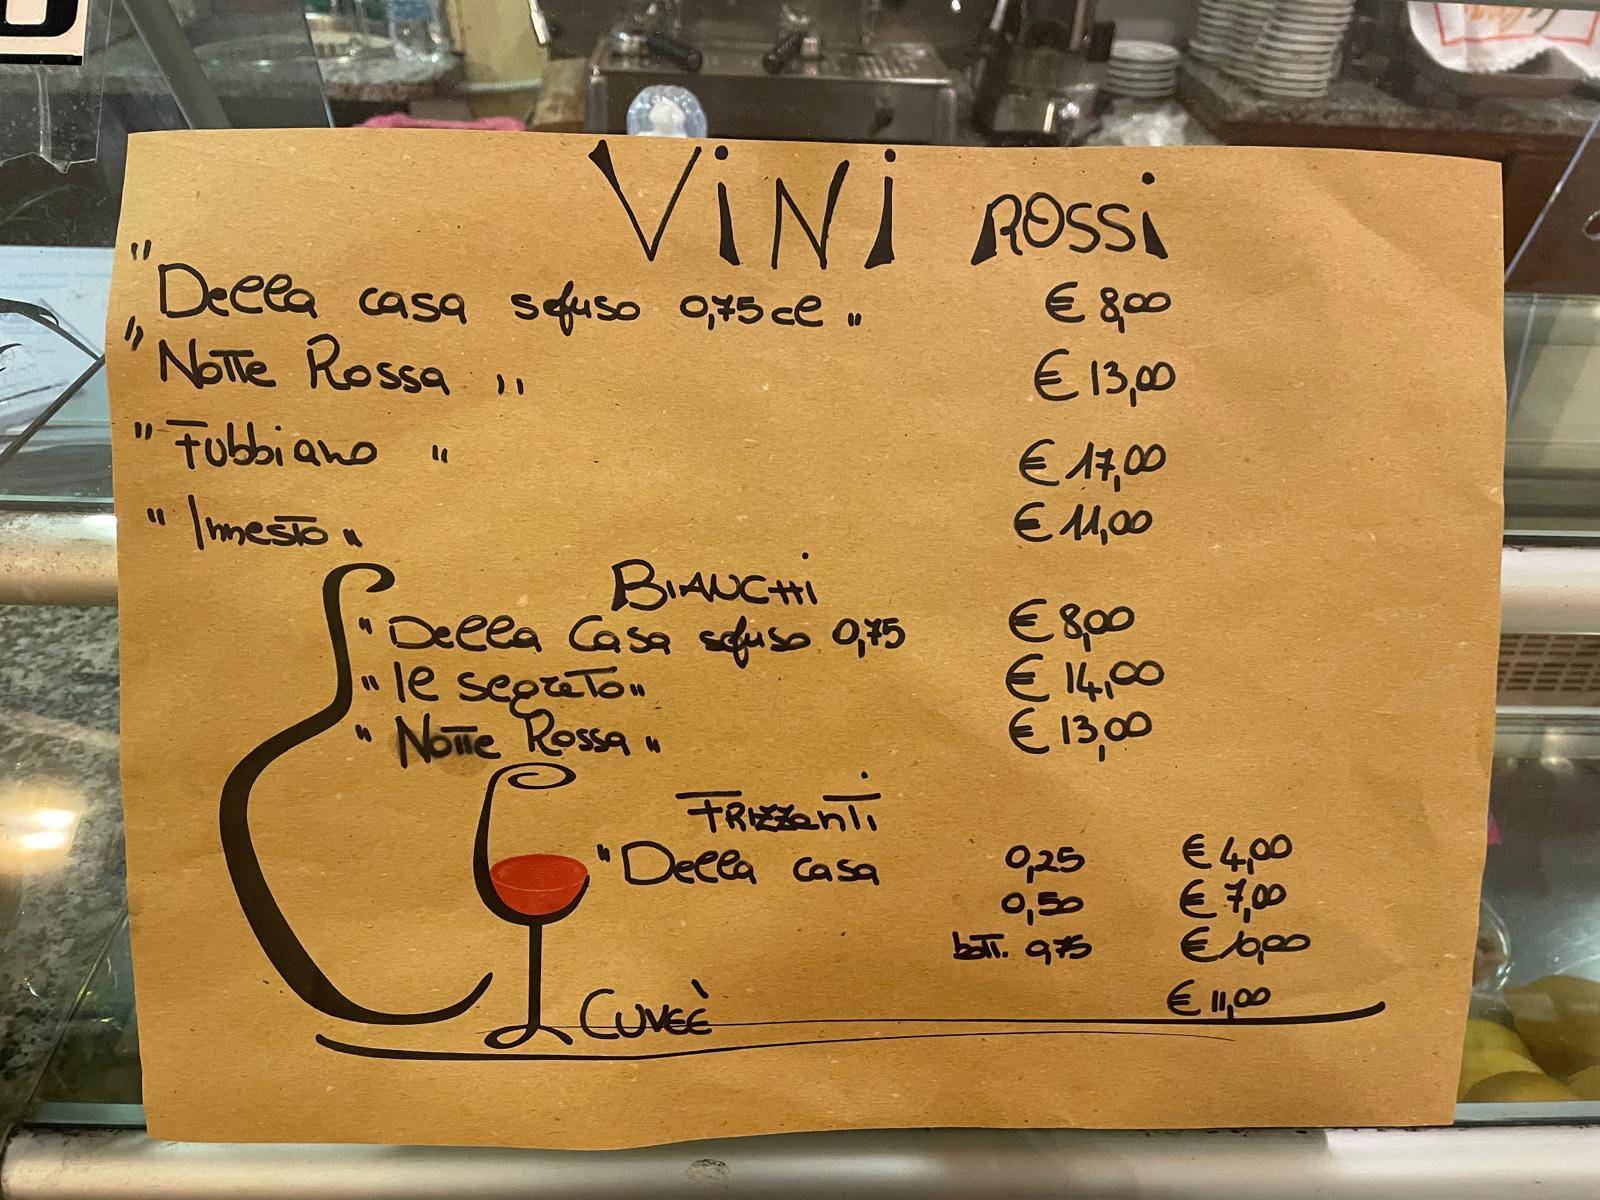 Vini Rossi
"Della casa sfuso 0,75 cl" € 8,00
"Notte Rossa" € 13,00
"Fubbiano" € 17,00
"Innesto" € 11,00
Bianchi
"Della Casa sfuso 0,75 € 8,00
"le segreto" € 14,00
"Notte Rossa" € 13,00
Frizzanti
"Della casa 0,25 € 4,00
0,50 € 7,00
bott. 0,75 € 10,00
Cuveè € 11,00